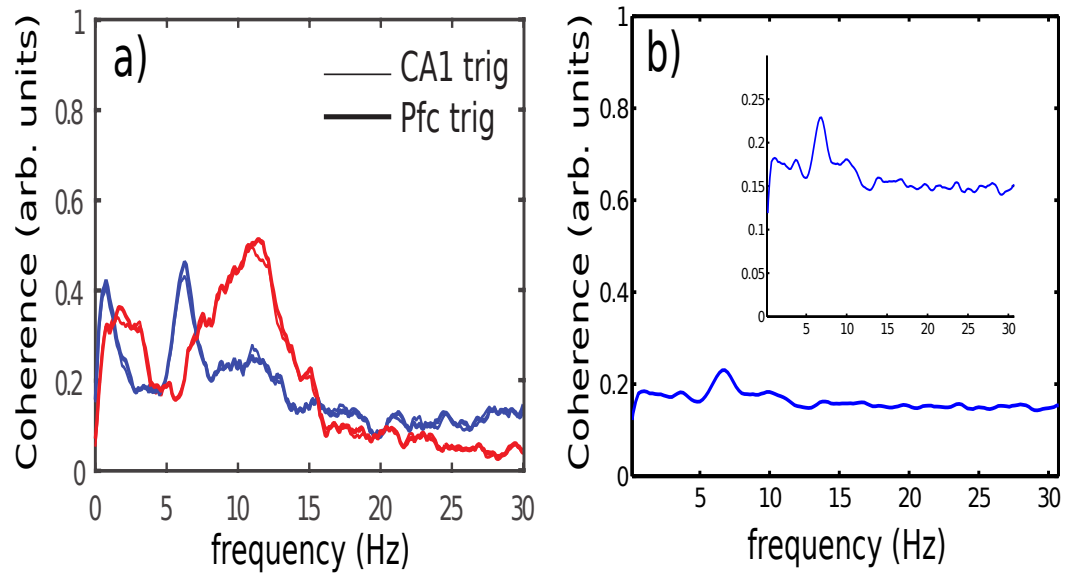 a)
CA1 trig
Pfc trig
Coherence (arb. units)
1
0.8
0.6
0.4
0.2
0
0 5 10 15 20 25 30
frequency (Hz)
b)
Coherence (arb. units)
1
0.8
0.6
0.4
0.2
0
5 10 15 20 25 30
frequency (Hz)
0.25
0.2
0.15
0.1
0.05
0
5 10 15 20 25 30